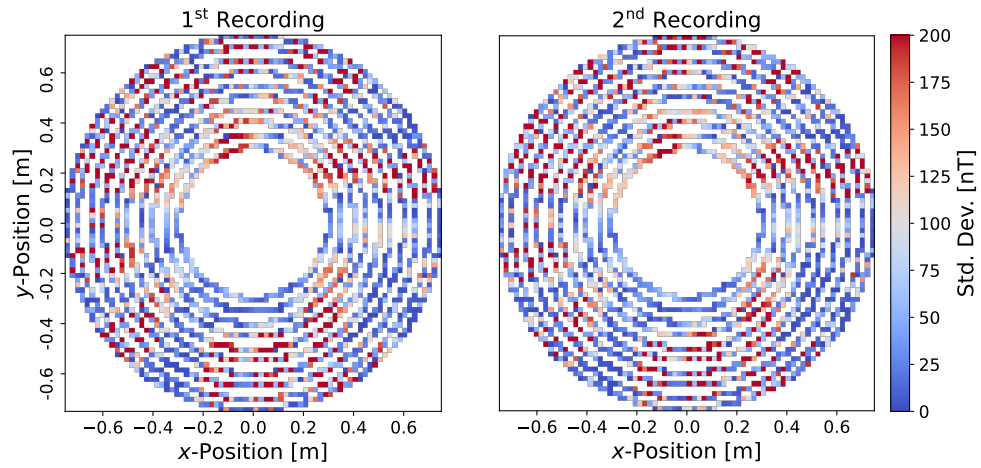 1st Recording
2nd Recording
y-Position [m]
0.6
0.4
0.2
0.0
−0.2
−0.4
−0.6
−0.6 −0.4 −0.2 0.0 0.2 0.4 0.6
x-Position [m]
−0.6 −0.4 −0.2 0.0 0.2 0.4 0.6
x-Position [m]
200
175
150
125
100
75
50
25
0
Std. Dev. [nT]